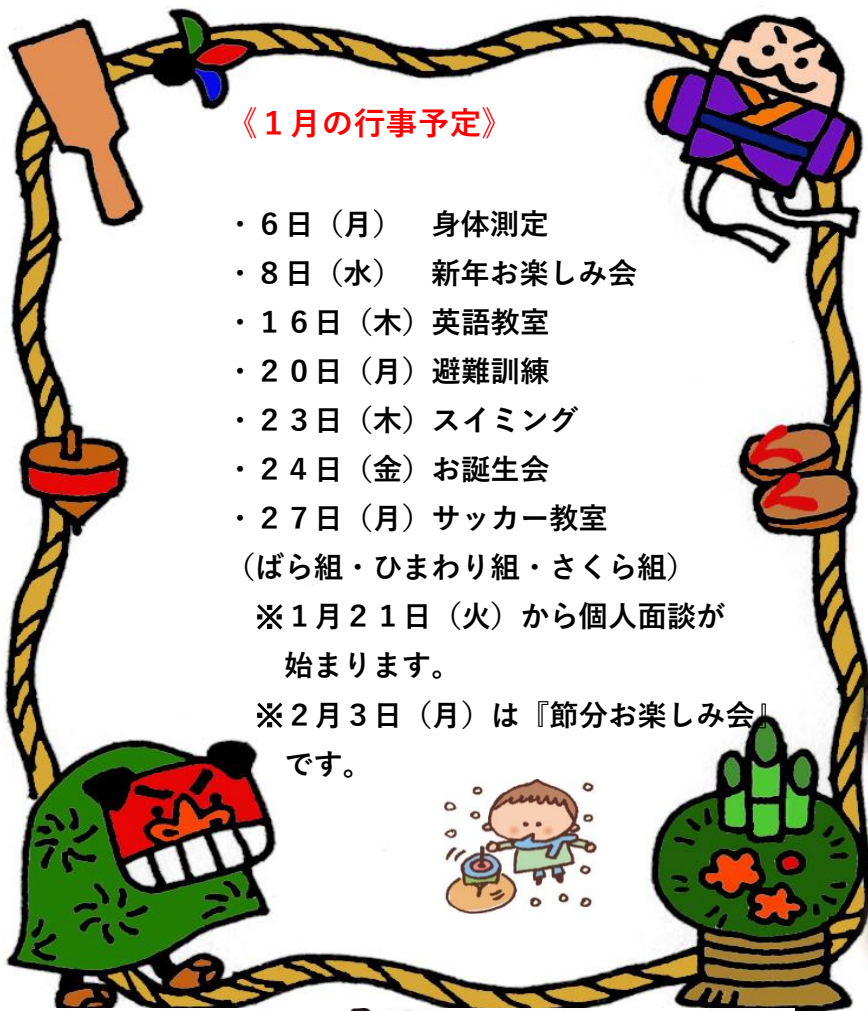 《１月の行事予定》
・６日（月）　身体測定
・８日（水）　新年お楽しみ会
・１６日（木）英語教室
・２０日（月）避難訓練
・２３日（木）スイミング
・２４日（金）お誕生会
・２７日（月）サッカー教室
（ばら組・ひまわり組・さくら組）
※１月２１日（火）から個人面談が
始まります。
※２月３日（月）は『節分お楽しみ会』
です。